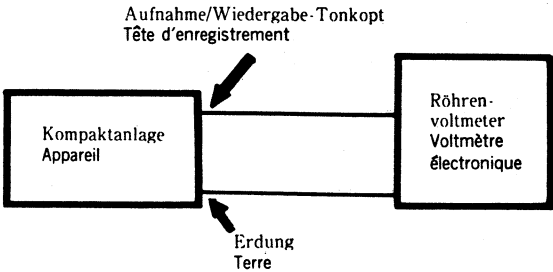 Aufnahme/Wiedergabe-Tonkopt
Tête d'enregistrement
Kompaktanlage
Appareil
Röhren-
voltmeter
Voltmètre
électronique
Erdung
Terre